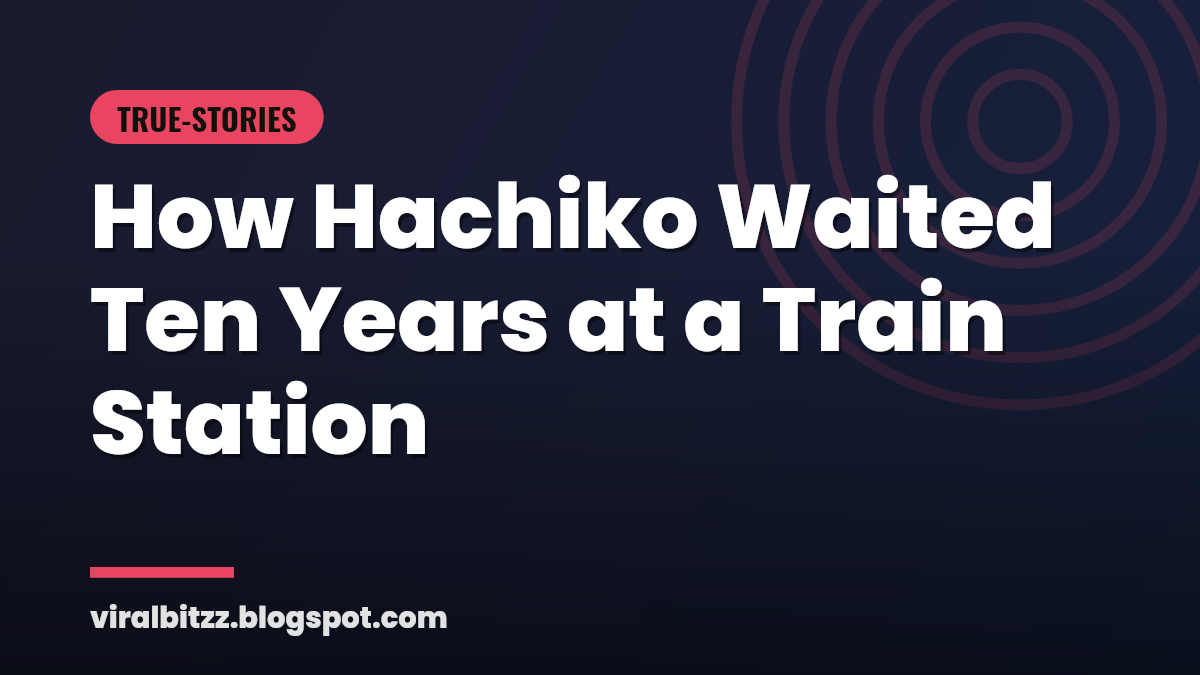 TRUE-STORIES
How Hachiko Waited
Ten Years at a Train
Station
viralbitzz.blogspot.com